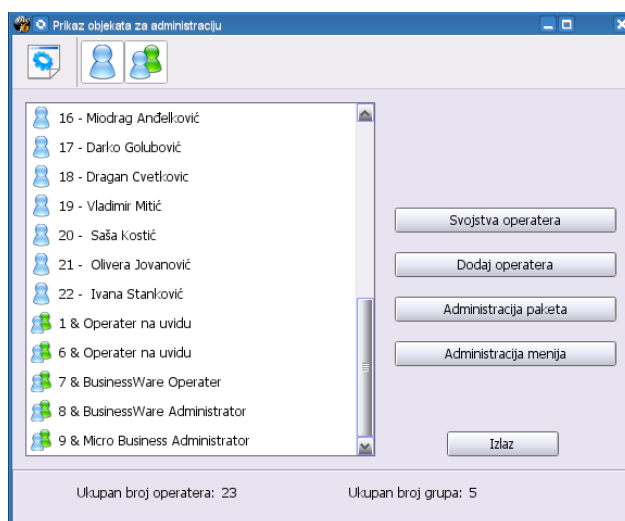 Prikaz objekata za administraciju
16 - Miodrag Anđelković
17 - Darko Golubović
18 - Dragan Cvetkovic
19 - Vladimir Mitić
20 - Saša Kostić
21 - Olivera Jovanović
22 - Ivana Stanković
1 & Operater na uvidu
6 & Operater na uvidu
7 & BusinessWare Operater
8 & BusinessWare Administrator
9 & Micro Business Administrator
Svojstva operatera
Dodaj operatera
Administracija paketa
Administracija menija
Izlaz
Ukupan broj operatera: 23
Ukupan broj grupa: 5